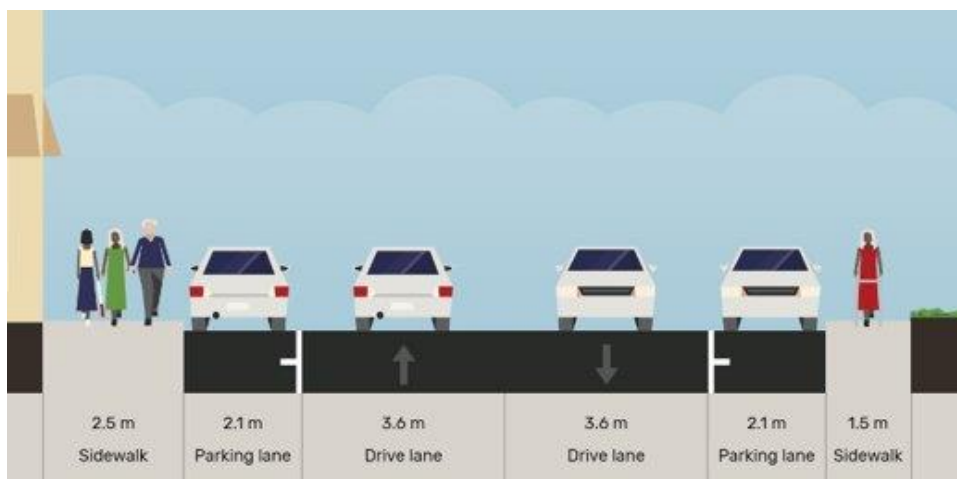 2.5 m
Sidewalk
2.1 m
Parking lane
3.6 m
Drive lane
3.6 m
Drive lane
2.1 m
Parking lane
1.5 m
Sidewalk